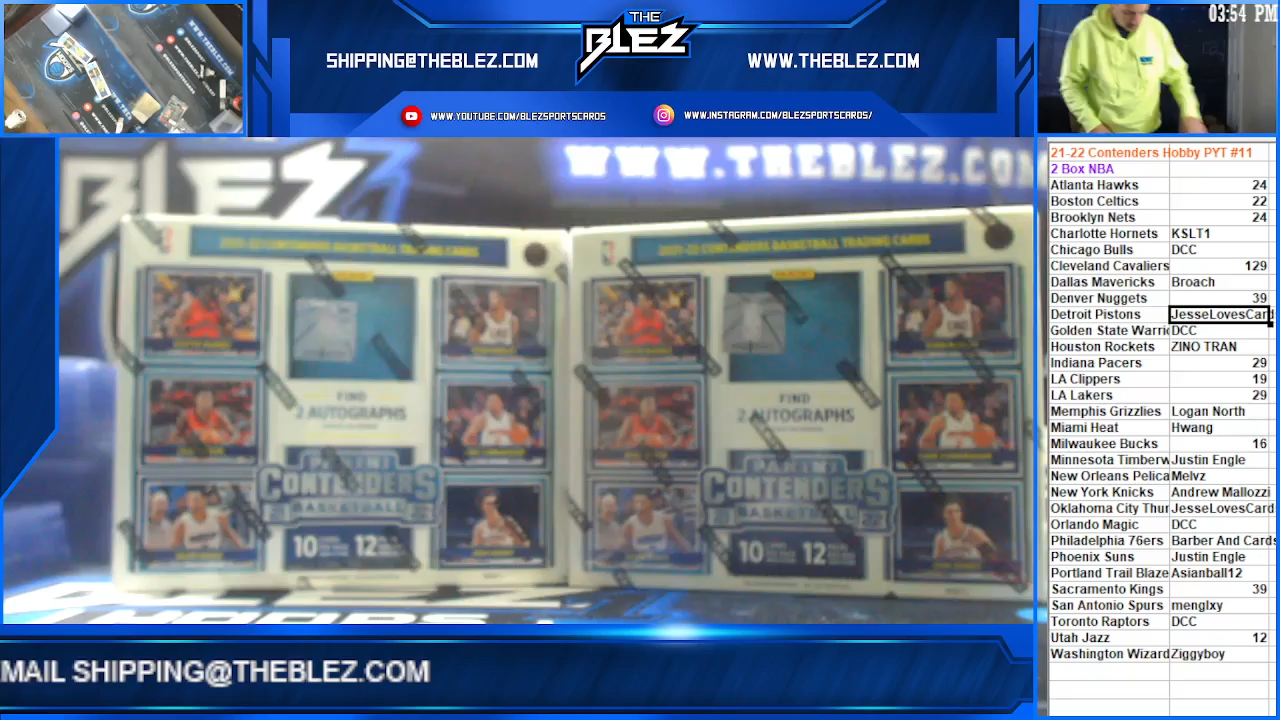 SHIPPING@THEBLEZ.COM
THE
BLEZ
WWW.THEBLEZ.COM
WWW.YOUTUBE.COM/BLEZSPORTSCARDS
WWW.INSTAGRAM.COM/BLEZSPORTSCARDS/
03:54 PM
BLEZ
WWW.THEBLEZ.CO
2021-22 CONTENDERS BASKETBALL TRADING CARDS
2021-22 CONTENDERS BASKETBALL TRADING CARDS
FIND
2 AUTOGRAPHS
FIND
2 AUTOGRAPHS
PANINI
CONTENDERS
BASKETBALL
10 12
PANINI
CONTENDERS
BASKETBALL
10 12
MAIL SHIPPING@THEBLEZ.COM
21-22 Contenders Hobby PYT #11
2 Box NBA
Atlanta Hawks 24
Boston Celtics 22
Brooklyn Nets 24
Charlotte Hornets KSLT1
Chicago Bulls DCC
Cleveland Cavaliers 129
Dallas Mavericks Broach
Denver Nuggets 39
Detroit Pistons JesseLovesCard
Golden State Warri DCC
Houston Rockets ZINO TRAN
Indiana Pacers 29
LA Clippers 19
LA Lakers 29
Memphis Grizzlies Logan North
Miami Heat Hwang
Milwaukee Bucks 16
Minnesota Timberw Justin Engle
New Orleans Pelica Melvz
New York Knicks Andrew Mallozzi
Oklahoma City Thur JesseLovesCard
Orlando Magic DCC
Philadelphia 76ers Barber And Cards
Phoenix Suns Justin Engle
Portland Trail Blaze Asianball12
Sacramento Kings 39
San Antonio Spurs menglxy
Toronto Raptors DCC
Utah Jazz 12
Washington Wizard Ziggyboy